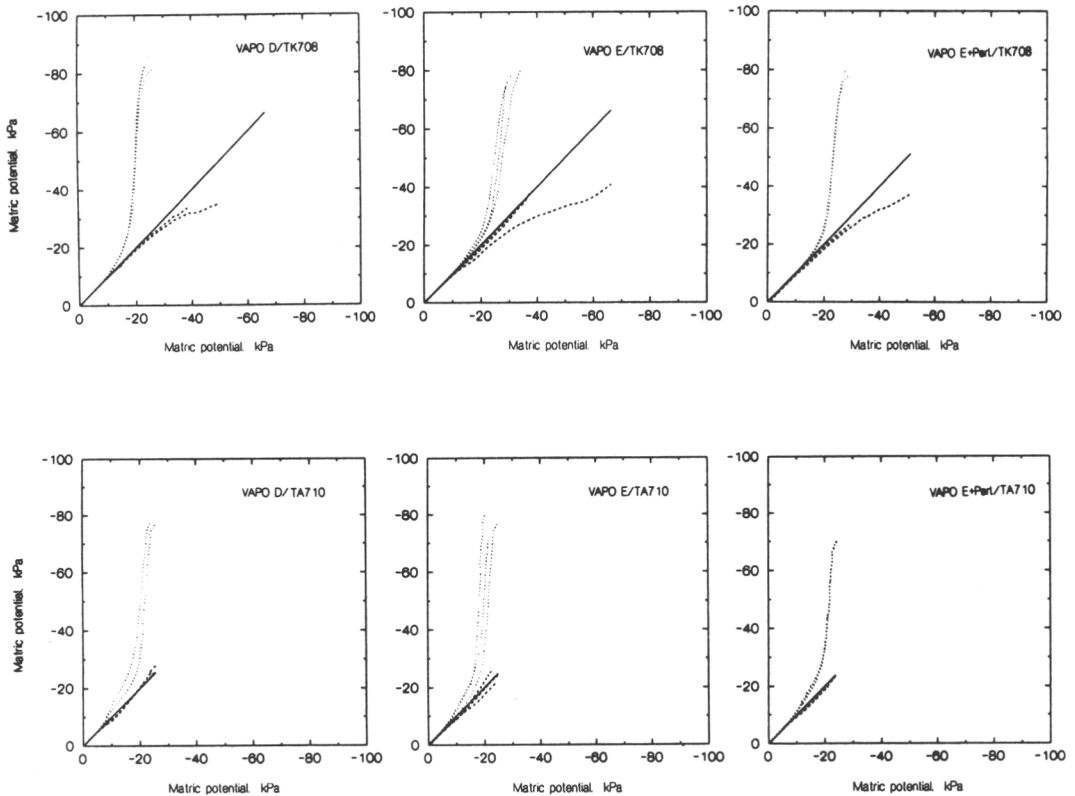 -100 -100 -100
VAPO D/TK708 VAPO E/TK708 VAPO E+Perl./TK708
-80 -80 -80
-60 -60 -60
Matric potential. kPa
-40 -40 -40
-20 -20 -20
0 0 0
0 -20 -40 -60 -80 -100 0 -20 -40 -60 -80 -100 0 -20 -40 -60 -80 -100
Matric potential. kPa Matric potential. kPa Matric potential. kPa
-100 -100 -100
VAPO D/TA710 VAPO E/TA710 VAPO E+Perl./TA710
-80 -80 -80
-60 -60 -60
Matric potential. kPa
-40 -40 -40
-20 -20 -20
0 0 0
0 -20 -40 -60 -80 -100 0 -20 -40 -60 -80 -100 0 -20 -40 -60 -80 -100
Matric potential. kPa Matric potential. kPa Matric potential. kPa